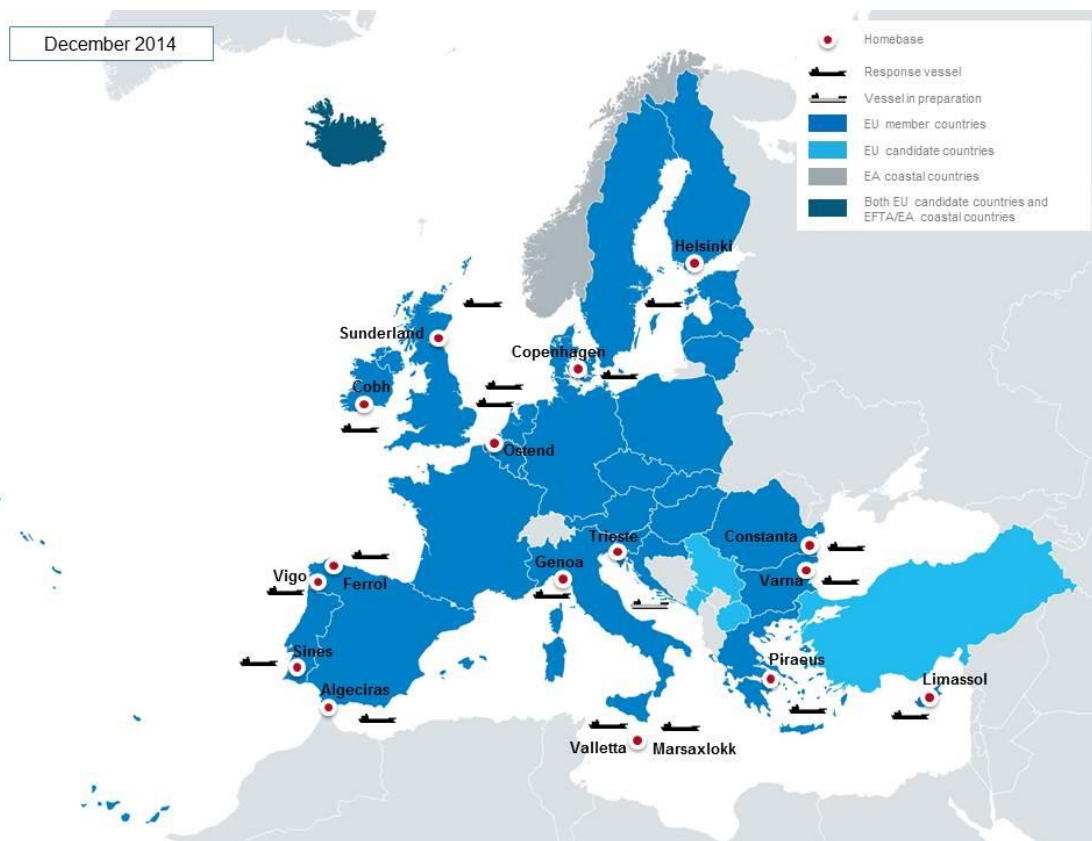 December 2014
Homebase
Response vessel
Vessel in preparation
EU member countries
EU candidate countries
EA coastal countries
Both EU candidate countries and
EFTA/EA coastal countries
Helsinki
Sunderland
Copenhagen
Cobh
Ostend
Trieste
Constanta
Genoa
Varna
Vigo
Ferrol
Sines
Piraeus
Limassol
Algeciras
Valletta
Marsaxlokk